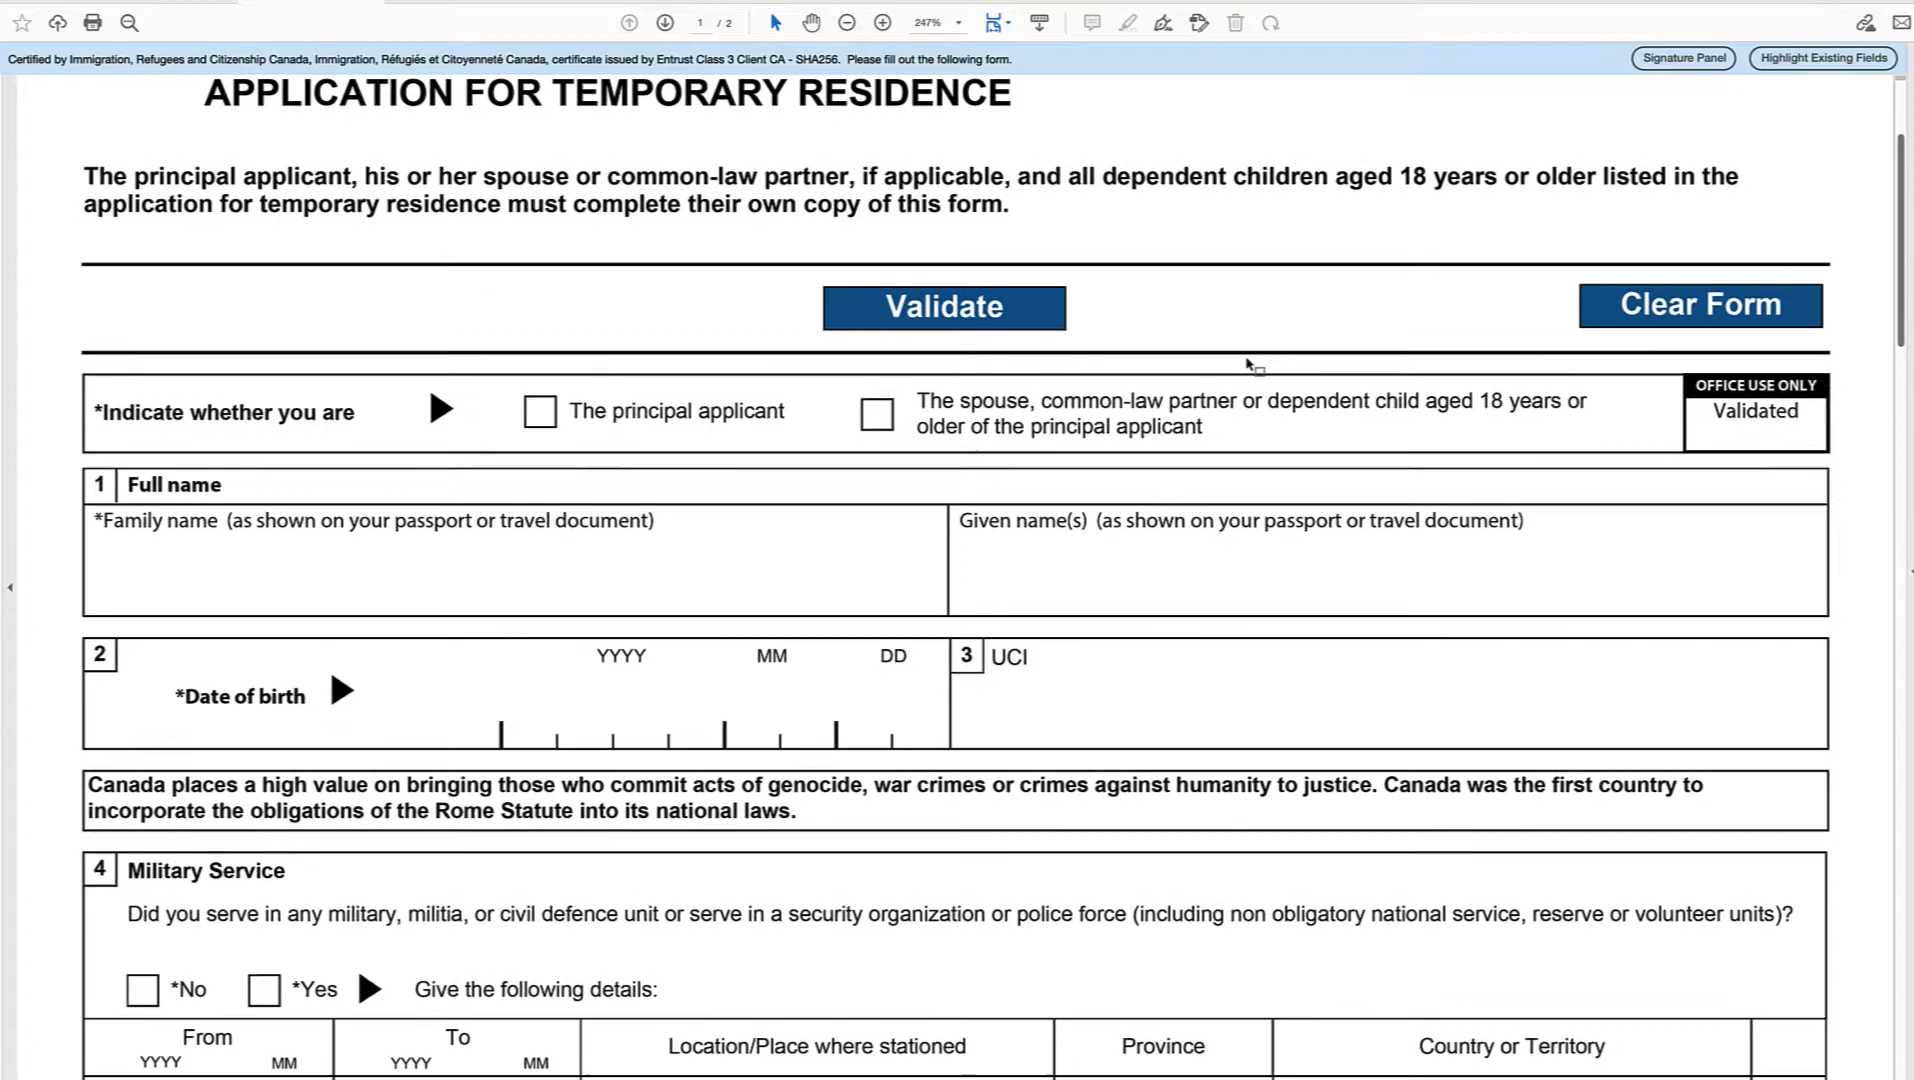 1 / 2
247%
Certified by Immigration, Refugees and Citizenship Canada, Immigration, Réfugiés et Citoyenneté Canada, certificate issued by Entrust Class 3 Client CA - SHA256. Please fill out the following form.
Signature Panel
Highlight Existing Fields
APPLICATION FOR TEMPORARY RESIDENCE
The principal applicant, his or her spouse or common-law partner, if applicable, and all dependent children aged 18 years or older listed in the
application for temporary residence must complete their own copy of this form.
Validate
Clear Form
*Indicate whether you are
The principal applicant
The spouse, common-law partner or dependent child aged 18 years or
older of the principal applicant
OFFICE USE ONLY
Validated
1 Full name
*Family name (as shown on your passport or travel document)
Given name(s) (as shown on your passport or travel document)
2
YYYY MM DD
*Date of birth
3 UCI
Canada places a high value on bringing those who commit acts of genocide, war crimes or crimes against humanity to justice. Canada was the first country to
incorporate the obligations of the Rome Statute into its national laws.
4 Military Service
Did you serve in any military, militia, or civil defence unit or serve in a security organization or police force (including non obligatory national service, reserve or volunteer units)?
*No *Yes Give the following details:
From
YYYY MM
To
YYYY MM
Location/Place where stationed
Province
Country or Territory